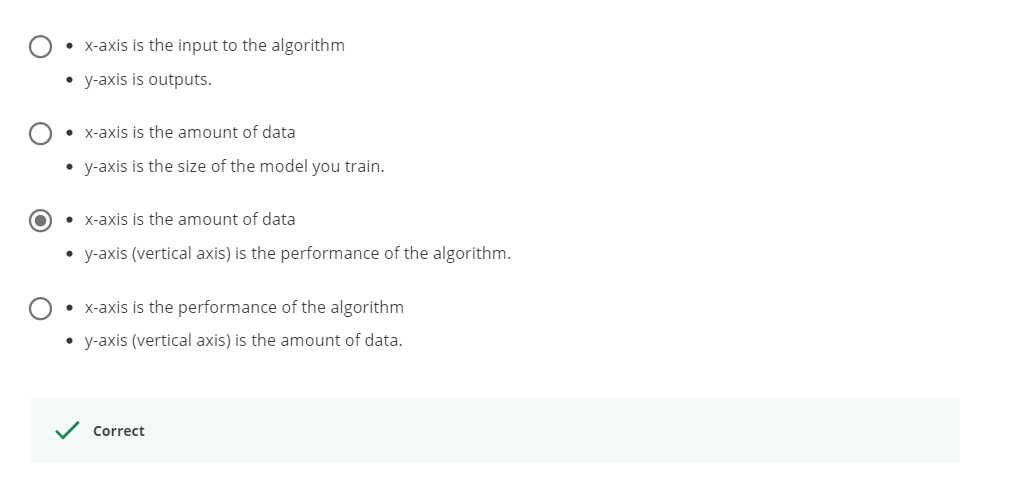 • x-axis is the input to the algorithm
• y-axis is outputs.
• x-axis is the amount of data
• y-axis is the size of the model you train.
• x-axis is the amount of data
• y-axis (vertical axis) is the performance of the algorithm.
• x-axis is the performance of the algorithm
• y-axis (vertical axis) is the amount of data.
Correct